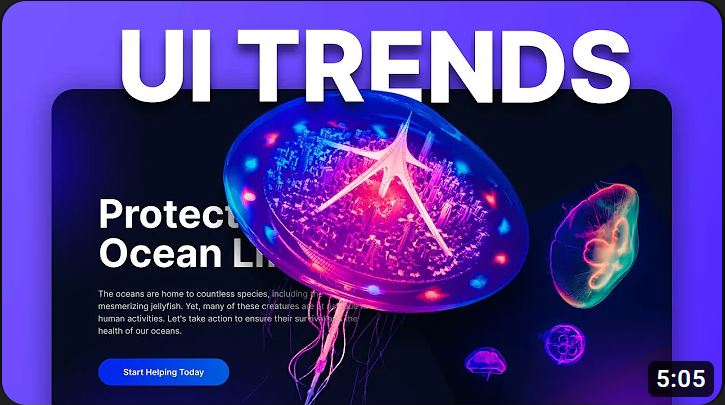 UI TRENDS
Protect
Ocean
The oceans are home to countless species, including
mesmerizing jellyfish. Yet, many of these creatures are
human activities. Let's take action to ensure their
health of our oceans.
Start Helping Today
5:05